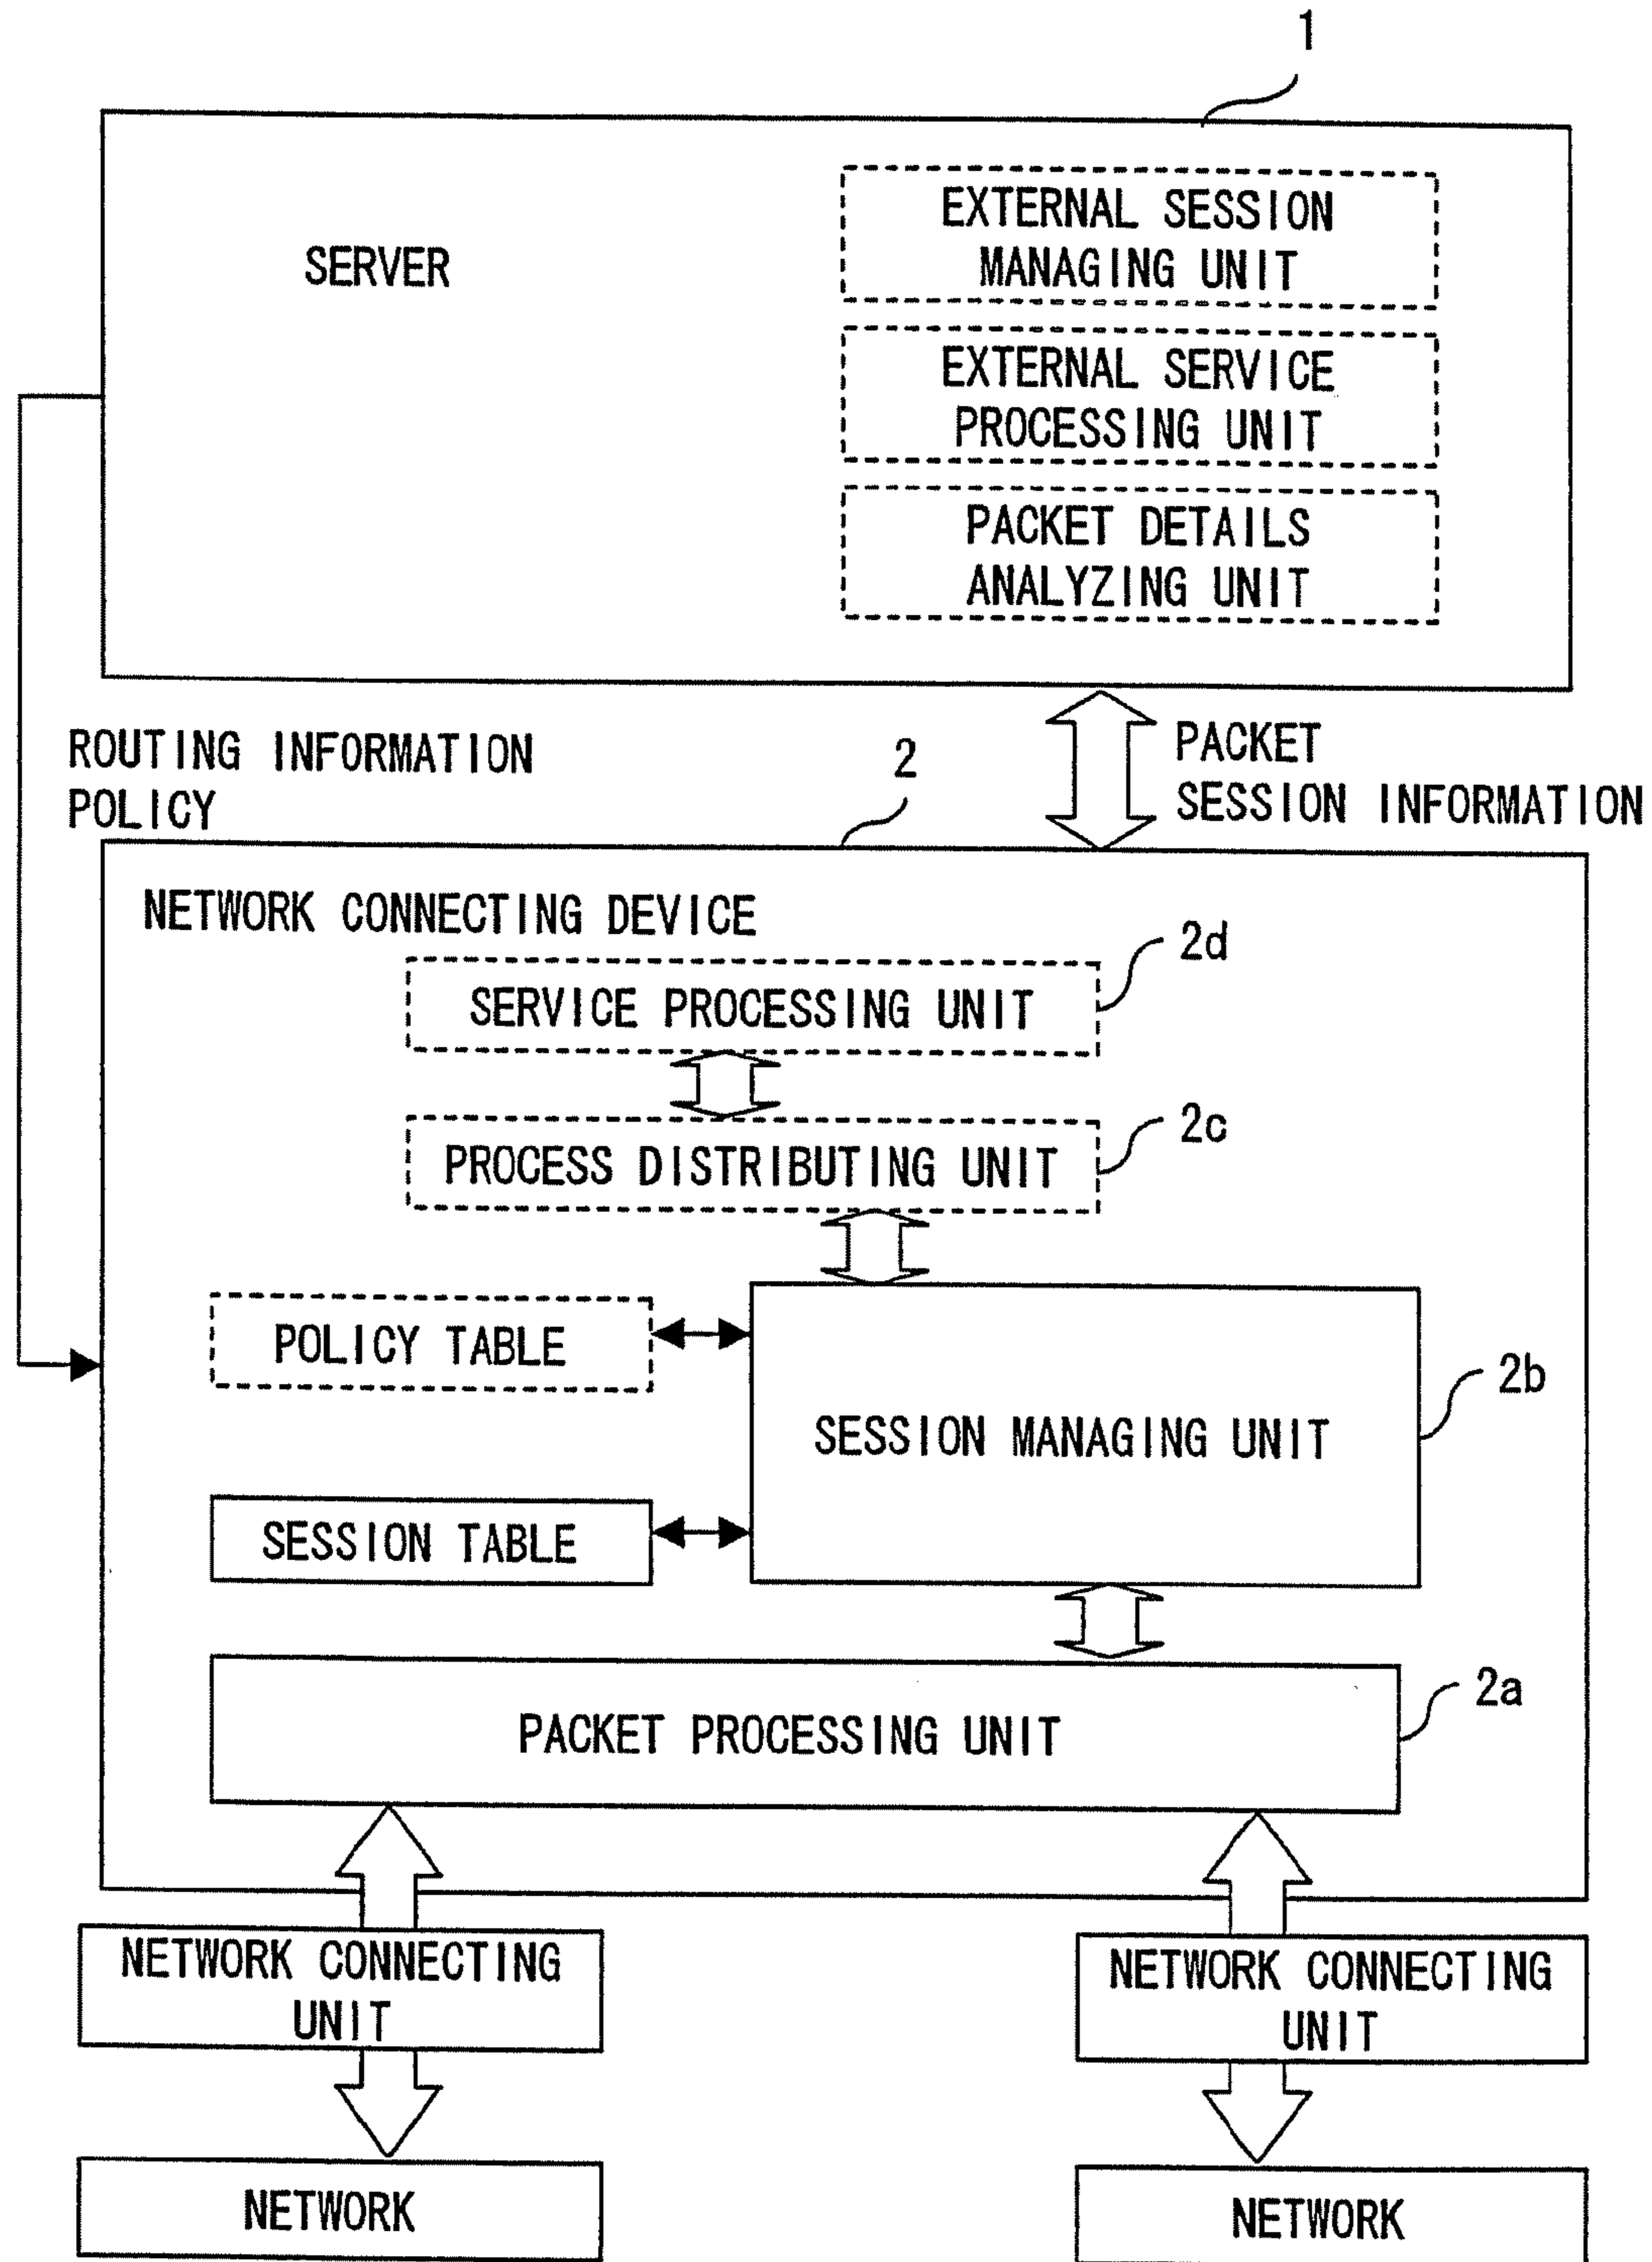 1
EXTERNAL SESSION
MANAGING UNIT
SERVER
EXTERNAL SERVICE
PROCESSING UNIT
PACKET DETAILS
ANALYZING UNIT
ROUTING INFORMATION
POLICY
2
PACKET
SESSION INFORMATION
NETWORK CONNECTING DEVICE
2d
SERVICE PROCESSING UNIT
2c
PROCESS DISTRIBUTING UNIT
POLICY TABLE
2b
SESSION MANAGING UNIT
SESSION TABLE
2a
PACKET PROCESSING UNIT
NETWORK CONNECTING
UNIT
NETWORK CONNECTING
UNIT
NETWORK
NETWORK